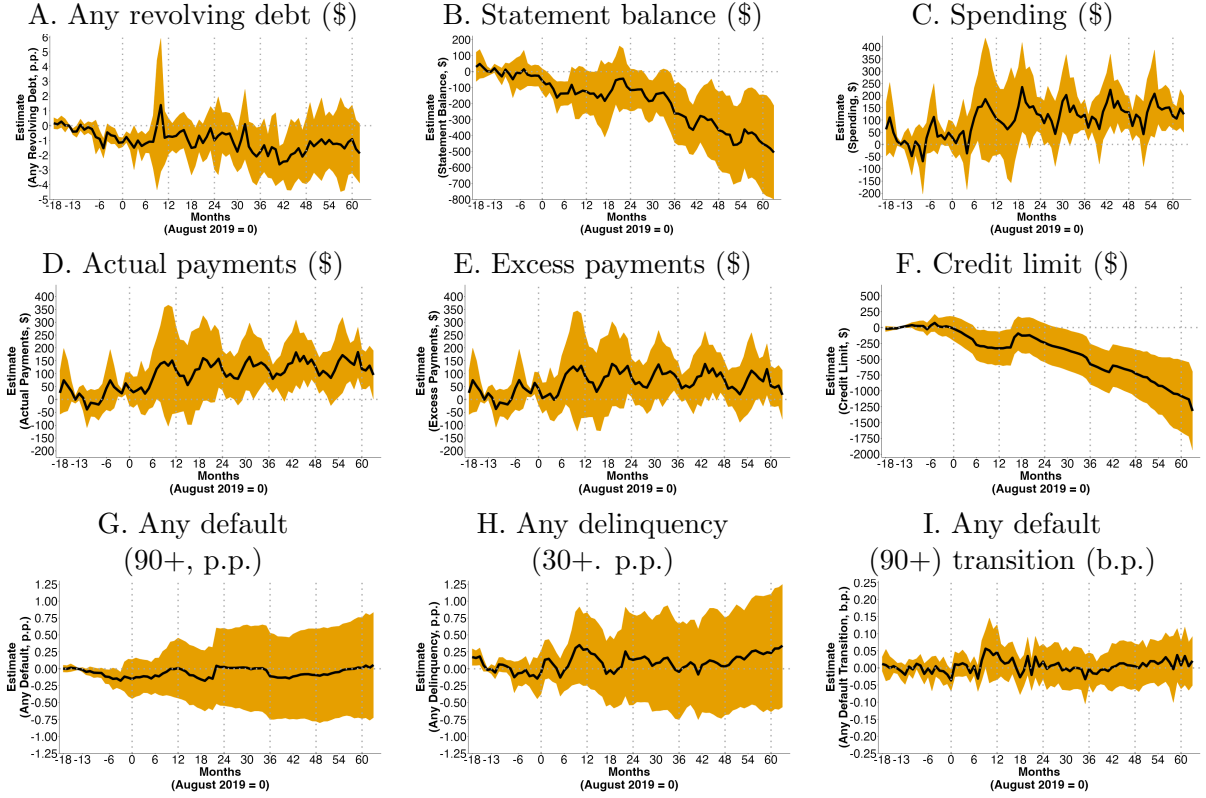 A. Any revolving debt ($)
B. Statement balance ($)
C. Spending ($)
Estimate
(Any Revolving Debt, p.p.)
6
5
4
3
2
1
0
-1
-2
-3
-4
-5
-18 -13 -6 0 6 12 18 24 30 36 42 48 54 60
Months
(August 2019 = 0)
Estimate
(Statement Balance, $)
200
100
0
-100
-200
-300
-400
-500
-600
-700
-800
-18 -13 -6 0 6 12 18 24 30 36 42 48 54 60
Months
(August 2019 = 0)
Estimate
(Spending, $)
400
350
300
250
200
150
100
50
0
-50
-100
-150
-200
-18 -13 -6 0 6 12 18 24 30 36 42 48 54 60
Months
(August 2019 = 0)
D. Actual payments ($)
E. Excess payments ($)
F. Credit limit ($)
Estimate
(Actual Payments, $)
400
350
300
250
200
150
100
50
0
-50
-100
-150
-200
-18 -13 -6 0 6 12 18 24 30 36 42 48 54 60
Months
(August 2019 = 0)
Estimate
(Excess Payments, $)
400
350
300
250
200
150
100
50
0
-50
-100
-150
-200
-18 -13 -6 0 6 12 18 24 30 36 42 48 54 60
Months
(August 2019 = 0)
Estimate
(Credit Limit, $)
500
250
0
-250
-500
-750
-1000
-1250
-1500
-1750
-2000
-18 -13 -6 0 6 12 18 24 30 36 42 48 54 60
Months
(August 2019 = 0)
G. Any default
(90+, p.p.)
H. Any delinquency
(30+. p.p.)
I. Any default
(90+) transition (b.p.)
Estimate
(Any Default, p.p.)
1.25
1.00
0.75
0.50
0.25
0.00
-0.25
-0.50
-0.75
-1.00
-1.25
-18 -13 -6 0 6 12 18 24 30 36 42 48 54 60
Months
(August 2019 = 0)
Estimate
(Any Delinquency, p.p.)
1.25
1.00
0.75
0.50
0.25
0.00
-0.25
-0.50
-0.75
-1.00
-1.25
-18 -13 -6 0 6 12 18 24 30 36 42 48 54 60
Months
(August 2019 = 0)
Estimate
(Any Default Transition, b.p.)
0.25
0.20
0.15
0.10
0.05
0.00
-0.05
-0.10
-0.15
-0.20
-0.25
-18 -13 -6 0 6 12 18 24 30 36 42 48 54 60
Months
(August 2019 = 0)